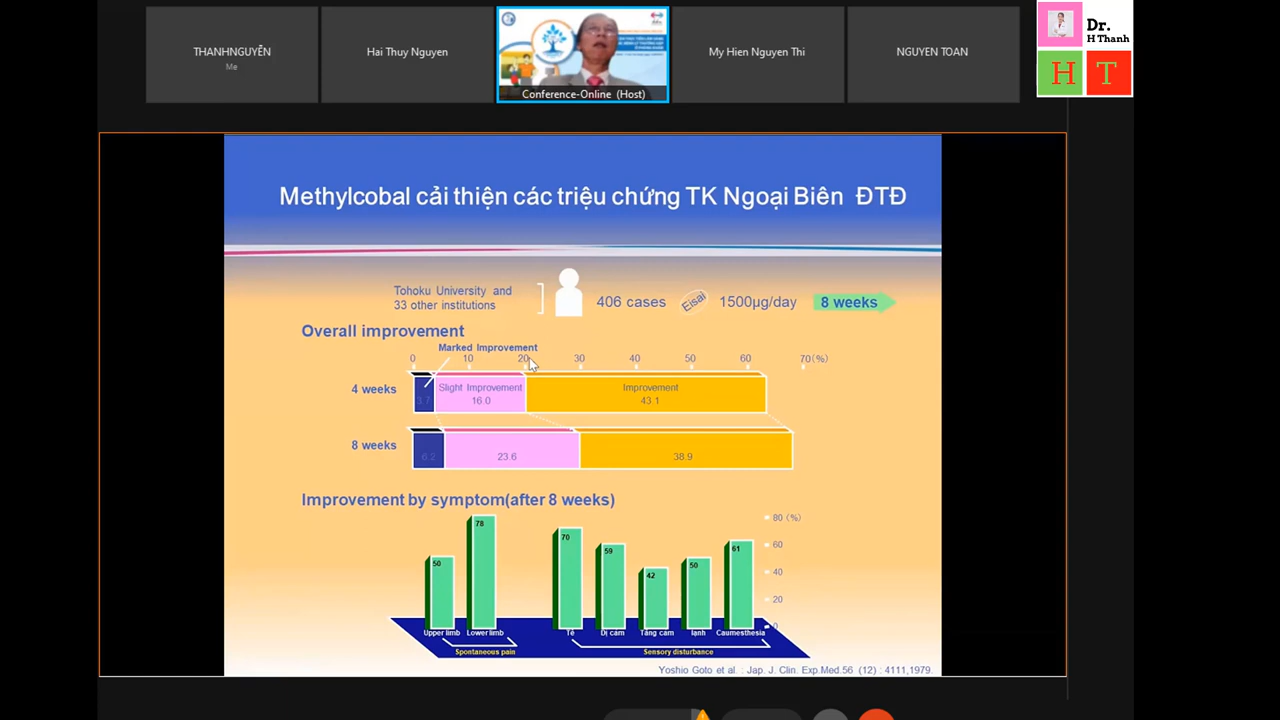 THANHNGUYỄN
Me
Hai Thuy Nguyen
Conference-Online (Host)
My Hien Nguyen Thi
NGUYEN TOAN
Dr.
H Thanh
H T
Methylcobal cải thiện các triệu chứng TK Ngoại Biên ĐTĐ
Tohoku University and
33 other institutions
406 cases
Eisai
1500μg/day
8 weeks
Overall improvement
Marked Improvement
0 10 20 30 40 50 60 70(%)
4 weeks
3.7
Slight Improvement
16.0
Improvement
43.1
8 weeks
6.2
23.6
38.9
Improvement by symptom(after 8 weeks)
80 (%)
60
40
20
0
50
78
70
59
42
50
61
Upper limb Lower limb Tê Dị cảm Tăng cảm lạnh Caumesthesia
Spontaneous pain Sensory disturbance
Yoshio Goto et al. : Jap. J. Clin. Exp.Med.56 (12) : 4111,1979.